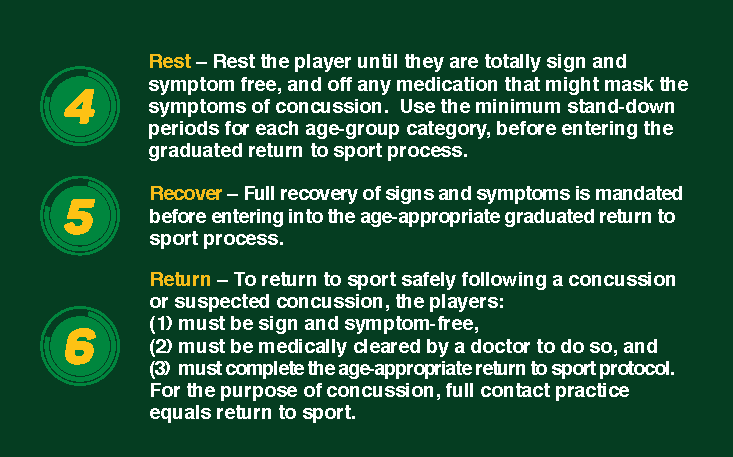 4
Rest – Rest the player until they are totally sign and
symptom free, and off any medication that might mask the
symptoms of concussion.  Use the minimum stand-down
periods for each age-group category, before entering the
graduated return to sport process.
5
Recover – Full recovery of signs and symptoms is mandated
before entering into the age-appropriate graduated return to
sport process.
6
Return – To return to sport safely following a concussion
or suspected concussion, the players:
(1) must be sign and symptom-free,
(2) must be medically cleared by a doctor to do so, and
(3) must complete the age-appropriate return to sport protocol.
For the purpose of concussion, full contact practice
equals return to sport.